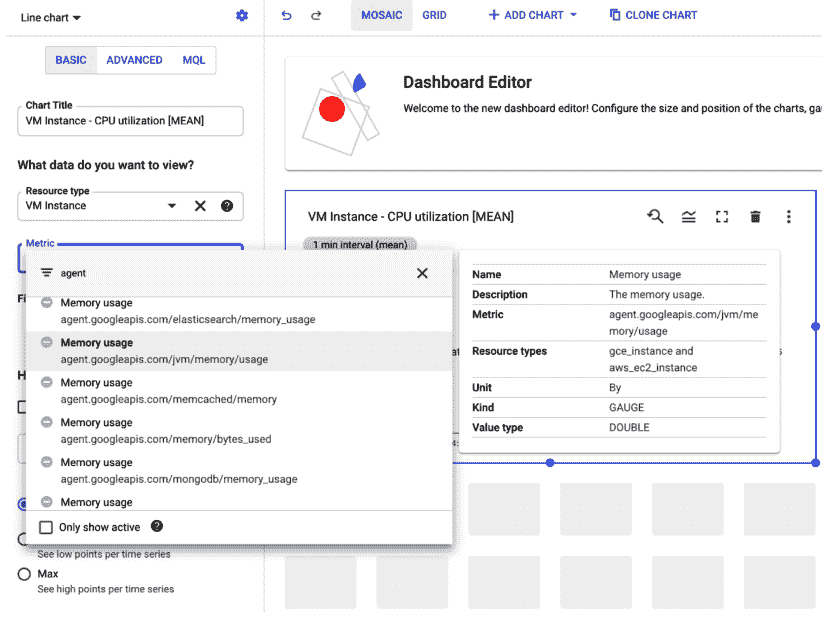 Line chart
MOSAIC
GRID
ADD CHART
CLONE CHART
BASIC
ADVANCED
MQL
Chart Title
VM Instance - CPU utilization [MEAN]
What data do you want to view?
Resource type
VM Instance
Metric
agent
Memory usage
agent.googleapis.com/elasticsearch/memory_usage
Memory usage
agent.googleapis.com/jvm/memory/usage
Memory usage
agent.googleapis.com/memcached/memory
Memory usage
agent.googleapis.com/memory/bytes_used
Memory usage
agent.googleapis.com/mongodb/memory_usage
Memory usage
Only show active
See low points per time series
Max
See high points per time series
Dashboard Editor
Welcome to the new dashboard editor! Configure the size and position of the charts,
VM Instance - CPU utilization [MEAN]
1 min interval (mean)
Name Memory usage
Description The memory usage.
Metric agent.googleapis.com/jvm/me
mory/usage
Resource types gce_instance and
aws_ec2_instance
Unit By
Kind GAUGE
Value type DOUBLE